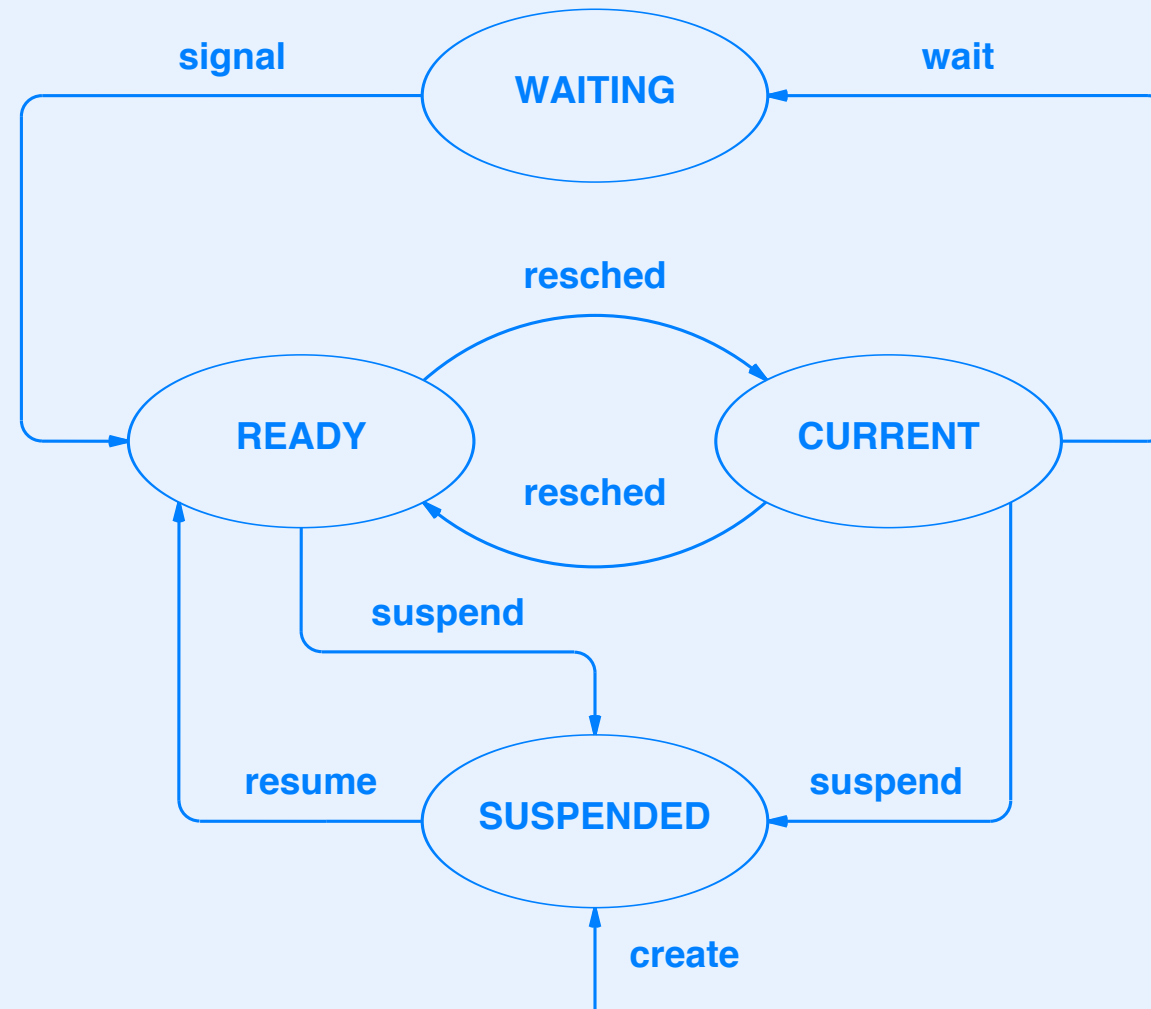 signal
WAITING
wait
resched
READY
CURRENT
resched
suspend
resume
suspend
SUSPENDED
create